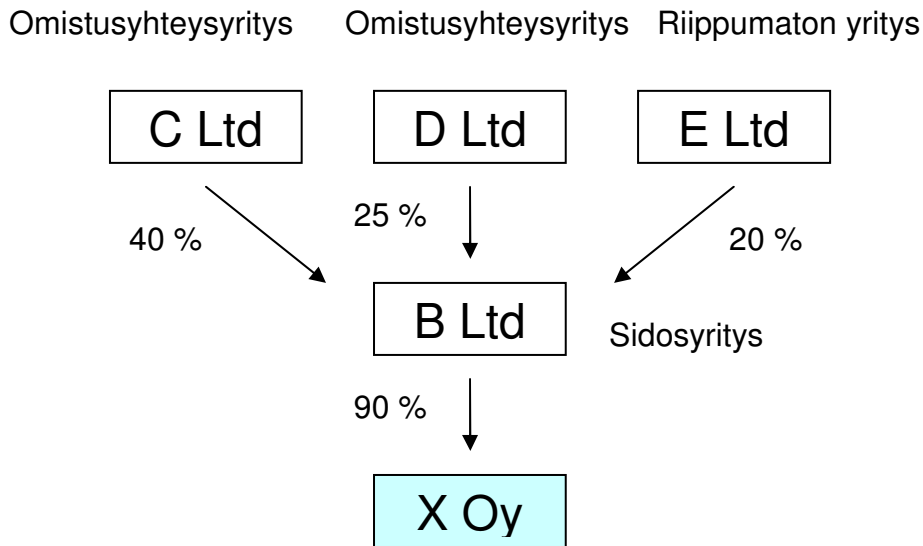 Omistusyhteysyritys Omistusyhteysyritys Riippumaton yritys
C Ltd D Ltd E Ltd
40 % 25 % 20 %
B Ltd
Sidosyritys
90 %
X Oy